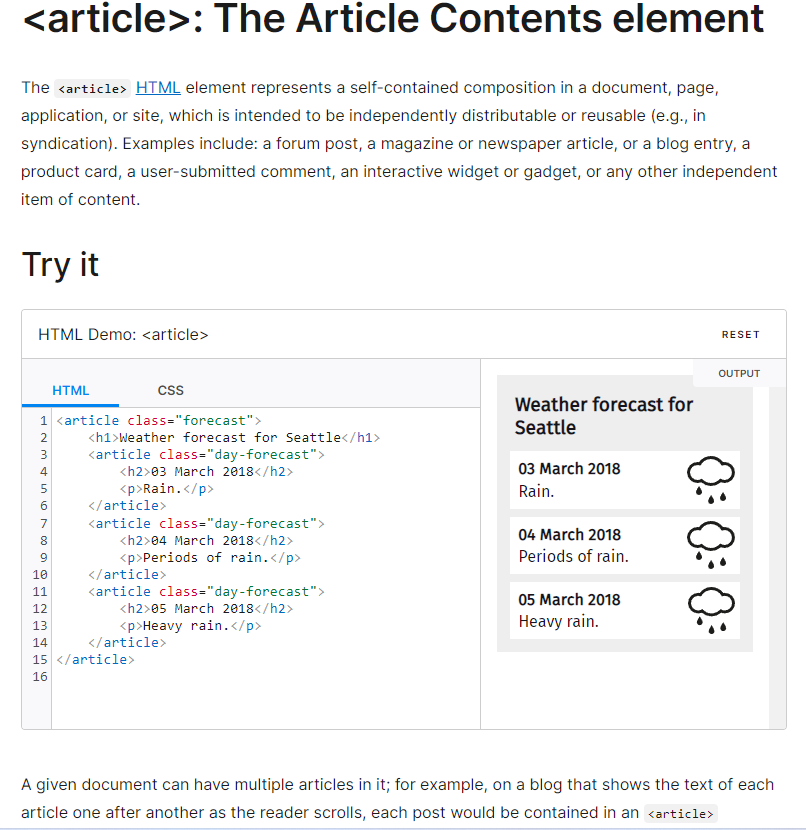 <article>: The Article Contents element
The <article> HTML element represents a self-contained composition in a document, page,
application, or site, which is intended to be independently distributable or reusable (e.g., in
syndication). Examples include: a forum post, a magazine or newspaper article, or a blog entry, a
product card, a user-submitted comment, an interactive widget or gadget, or any other independent
item of content.
Try it
HTML Demo: <article>
RESET
HTML CSS
1 <article class="forecast">
2     <h1>Weather forecast for Seattle</h1>
3     <article class="day-forecast">
4         <h2>03 March 2018</h2>
5         <p>Rain.</p>
6     </article>
7     <article class="day-forecast">
8         <h2>04 March 2018</h2>
9         <p>Periods of rain.</p>
10     </article>
11     <article class="day-forecast">
12         <h2>05 March 2018</h2>
13         <p>Heavy rain.</p>
14     </article>
15 </article>
16
OUTPUT
Weather forecast for
Seattle
03 March 2018
Rain.
04 March 2018
Periods of rain.
05 March 2018
Heavy rain.
A given document can have multiple articles in it; for example, on a blog that shows the text of each
article one after another as the reader scrolls, each post would be contained in an <article>